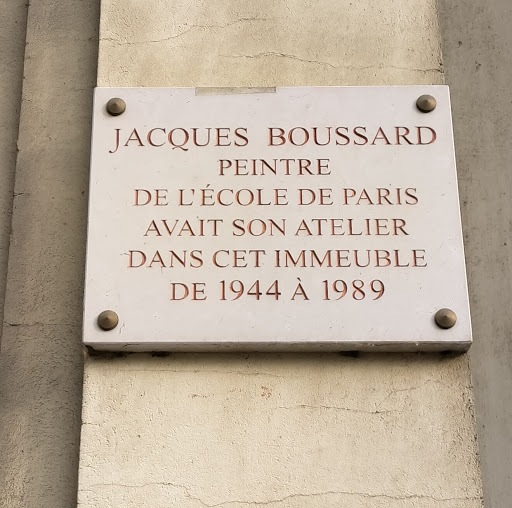 JACQUES BOUSSARD
PEINTRE
DE L'ÉCOLE DE PARIS
AVAIT SON ATELIER
DANS CET IMMEUBLE
DE 1944 À 1989